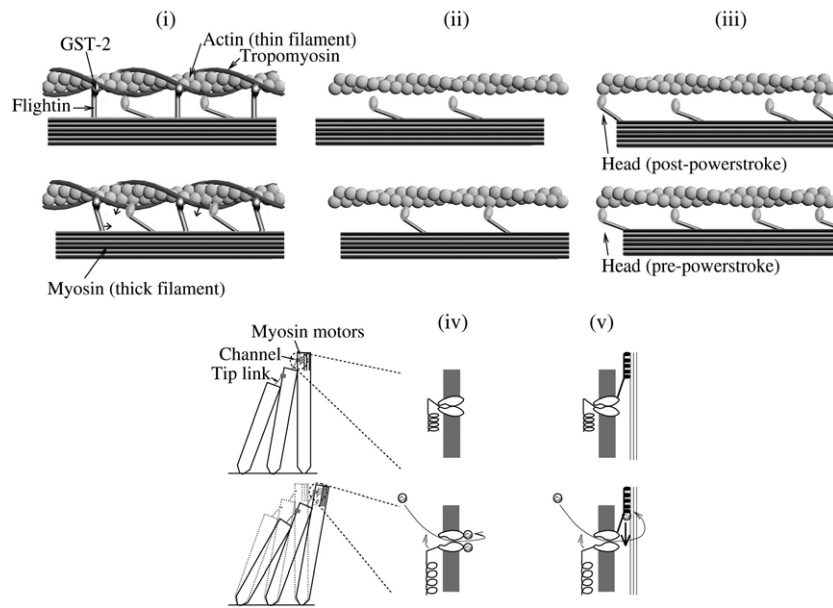 (i)
(ii)
(iii)
GST-2
Actin (thin filament)
Tropomyosin
Flightin
Head (post-powerstroke)
Head (pre-powerstroke)
Myosin (thick filament)
(iv)
(v)
Myosin motors
Channel
Tip link